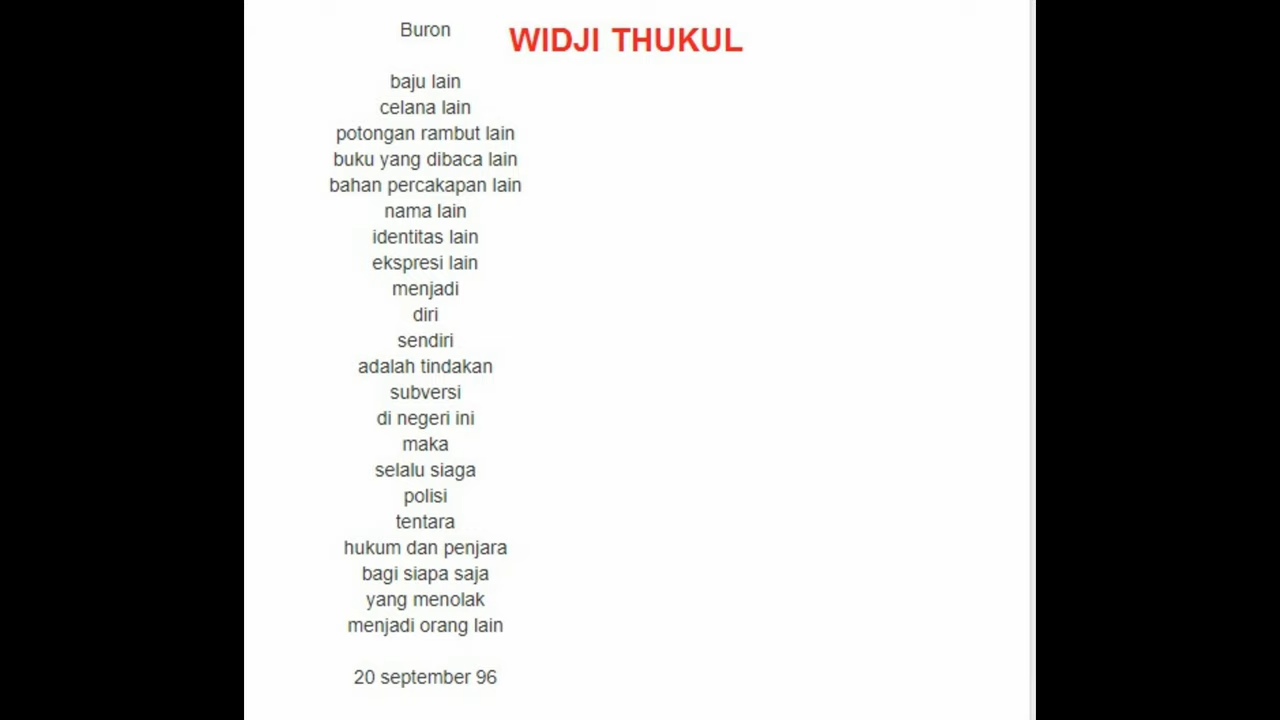 Buron
WIDJI THUKUL
baju lain
celana lain
potongan rambut lain
buku yang dibaca lain
bahan percakapan lain
nama lain
identitas lain
ekspresi lain
menjadi
diri
sendiri
adalah tindakan
subversi
di negeri ini
maka
selalu siaga
polisi
tentara
hukum dan penjara
bagi siapa saja
yang menolak
menjadi orang lain
20 september 96